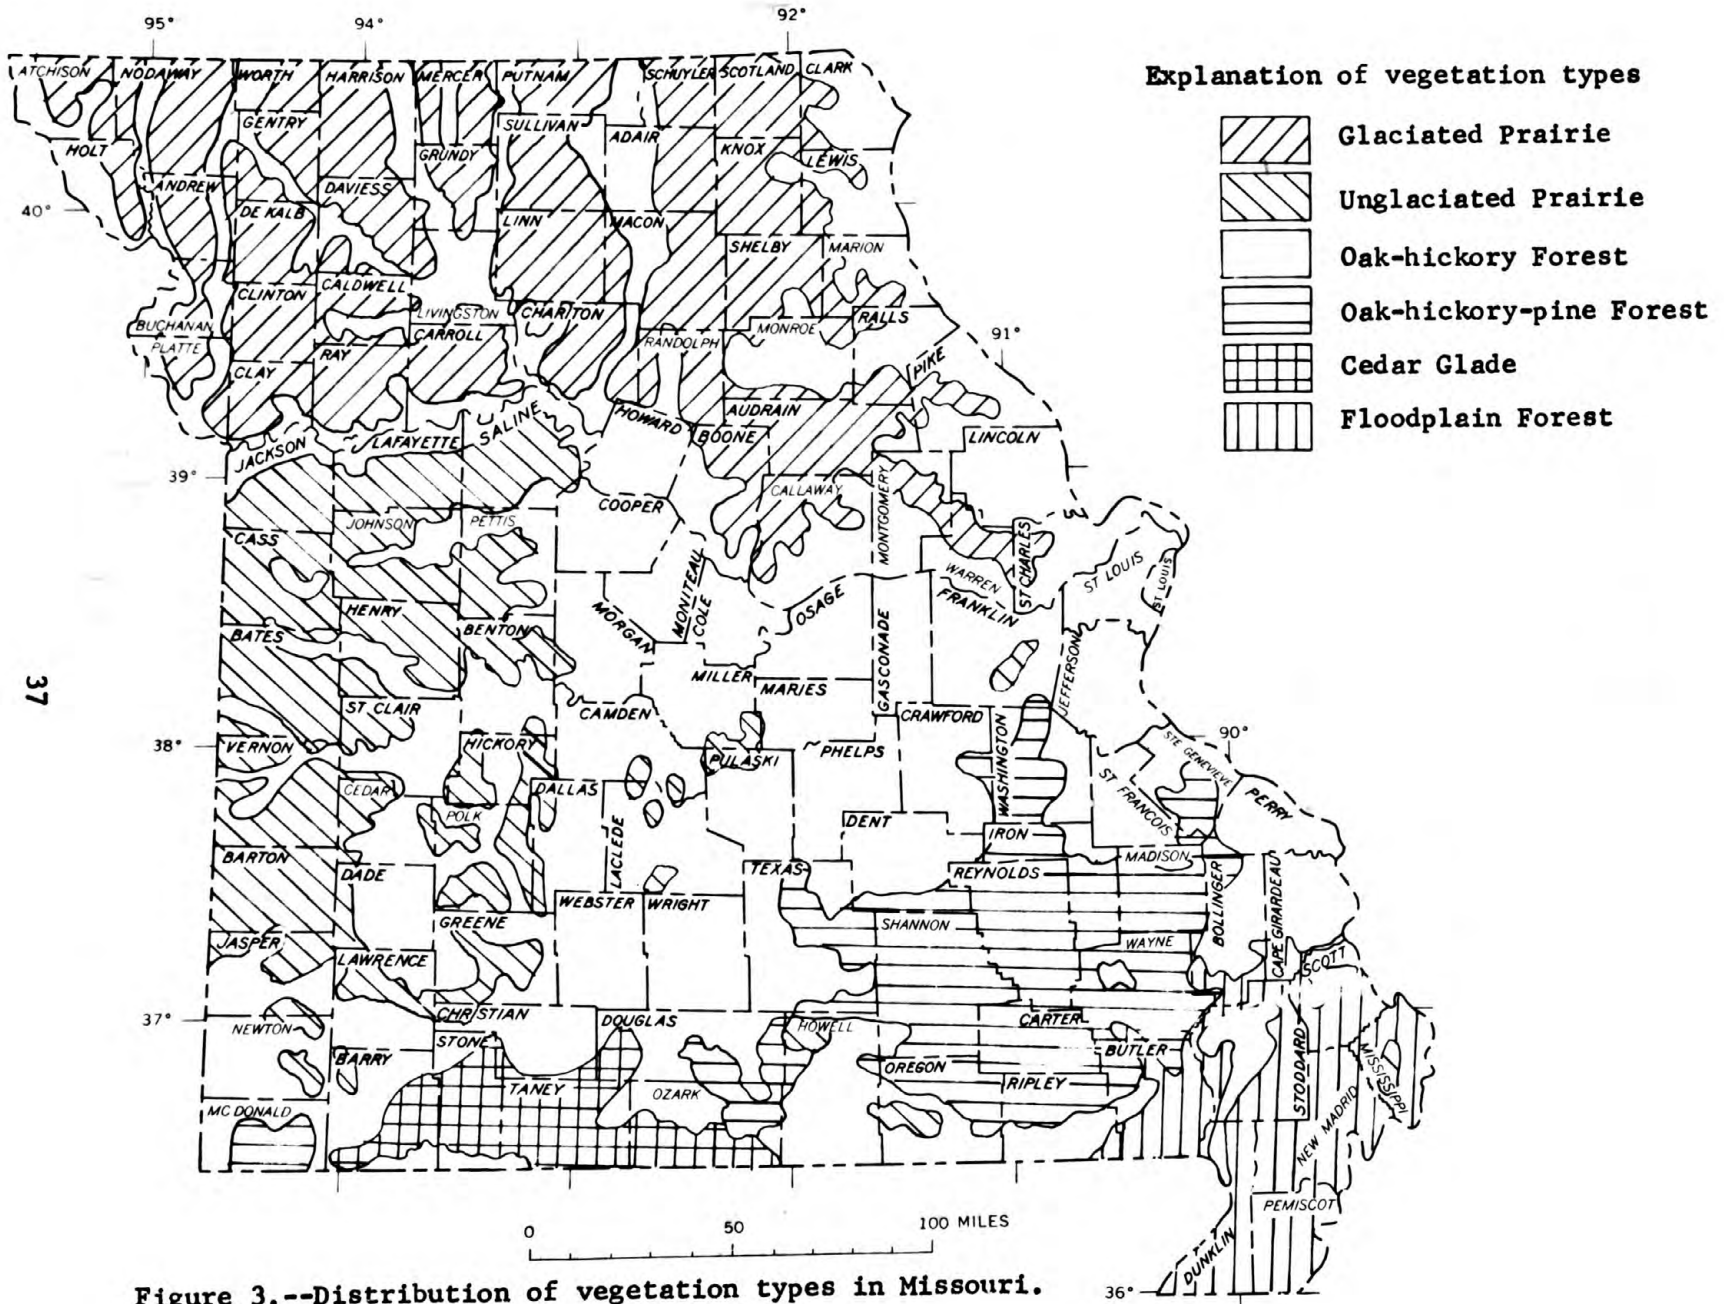 95° 94° 92°
Explanation of vegetation types
Glaciated Prairie
Unglaciated Prairie
Oak-hickory Forest
Oak-hickory-pine Forest
Cedar Glade
Floodplain Forest
ATCHISON NODAWAY WORTH HARRISON MERCER PUTNAM SCHUYLER SCOTLAND CLARK
GENTRY SULLIVAN ADAIR
HOLT GRUNDY KNOX LEWIS
ANDREW DAVIESS
40° DE KALB LINN MACON
SHELBY MARION
CLINTON CALDWELL
BUCHANAN LIVINGSTON CHARITON MONROE RALLS
PLATTE RAY CARROLL RANDOLPH
91°
CLAY PIKE
AUDRAIN
HOWARD
JACKSON LAFAYETTE SALINE BOONE LINCOLN
39°
COOPER CALLAWAY MONTGOMERY
JOHNSON PETTIS
CASS ST CHARLES
WARREN ST LOUIS ST LOUIS
HENRY MORGAN MONITEAU COLE OSAGE FRANKLIN
BATES BENTON GASCONADE
JEFFERSON
37
MILLER MARIES
ST CLAIR CAMDEN CRAWFORD
38° VERNON HICKORY PULASKI PHELPS WASHINGTON STE GENEVIEVE 90°
CEDAR DALLAS ST FRANCOIS PERRY
POLK LACLEDE DENT IRON
BARTON MADISON
DADE TEXAS REYNOLDS
WEBSTER WRIGHT BOLLINGER CAPE GIRARDEAU
GREENE SHANNON
JASPER WAYNE
LAWRENCE SCOTT
37° CHRISTIAN DOUGLAS HOWELL CARTER
NEWTON STONE STODDARD
BARRY BUTLER MISSISSIPPI
TANEY OZARK OREGON RIPLEY
MC DONALD NEW MADRID
PEMISCOT
DUNKLIN
0 50 100 MILES
36°
Figure 3.--Distribution of vegetation types in Missouri.